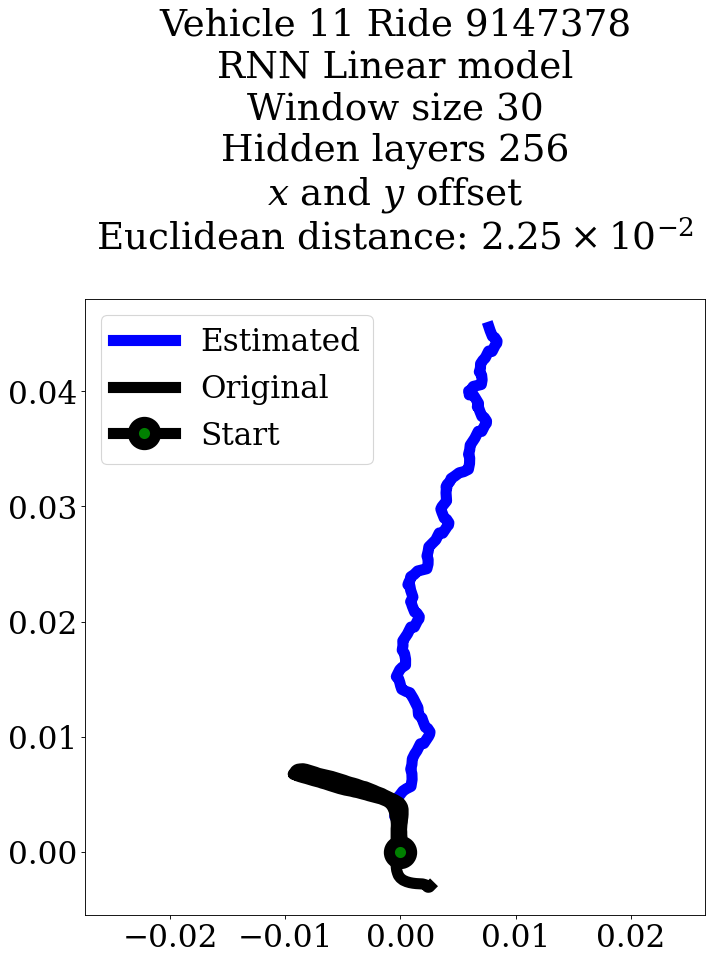 Vehicle 11 Ride 9147378
RNN Linear model
Window size 30
Hidden layers 256
x and y offset
Euclidean distance: 2.25 × 10⁻²
Estimated
Original
Start
0.04
0.03
0.02
0.01
0.00
−0.02 −0.01 0.00 0.01 0.02